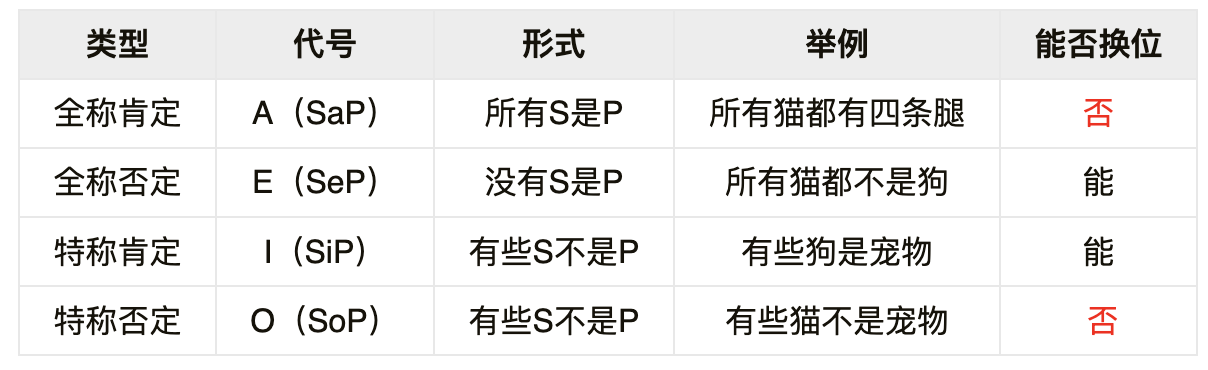 类型 代号 形式 举例 能否换位
全称肯定 A（SaP） 所有S是P 所有猫都有四条腿 否
全称否定 E（SeP） 没有S是P 所有猫都不是狗 能
特称肯定 I（SiP） 有些S不是P 有些狗是宠物 能
特称否定 O（SoP） 有些S不是P 有些猫不是宠物 否